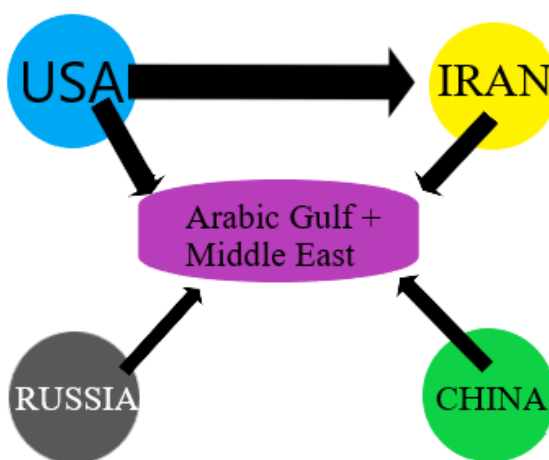 USA
IRAN
Arabic Gulf +
Middle East
RUSSIA
CHINA